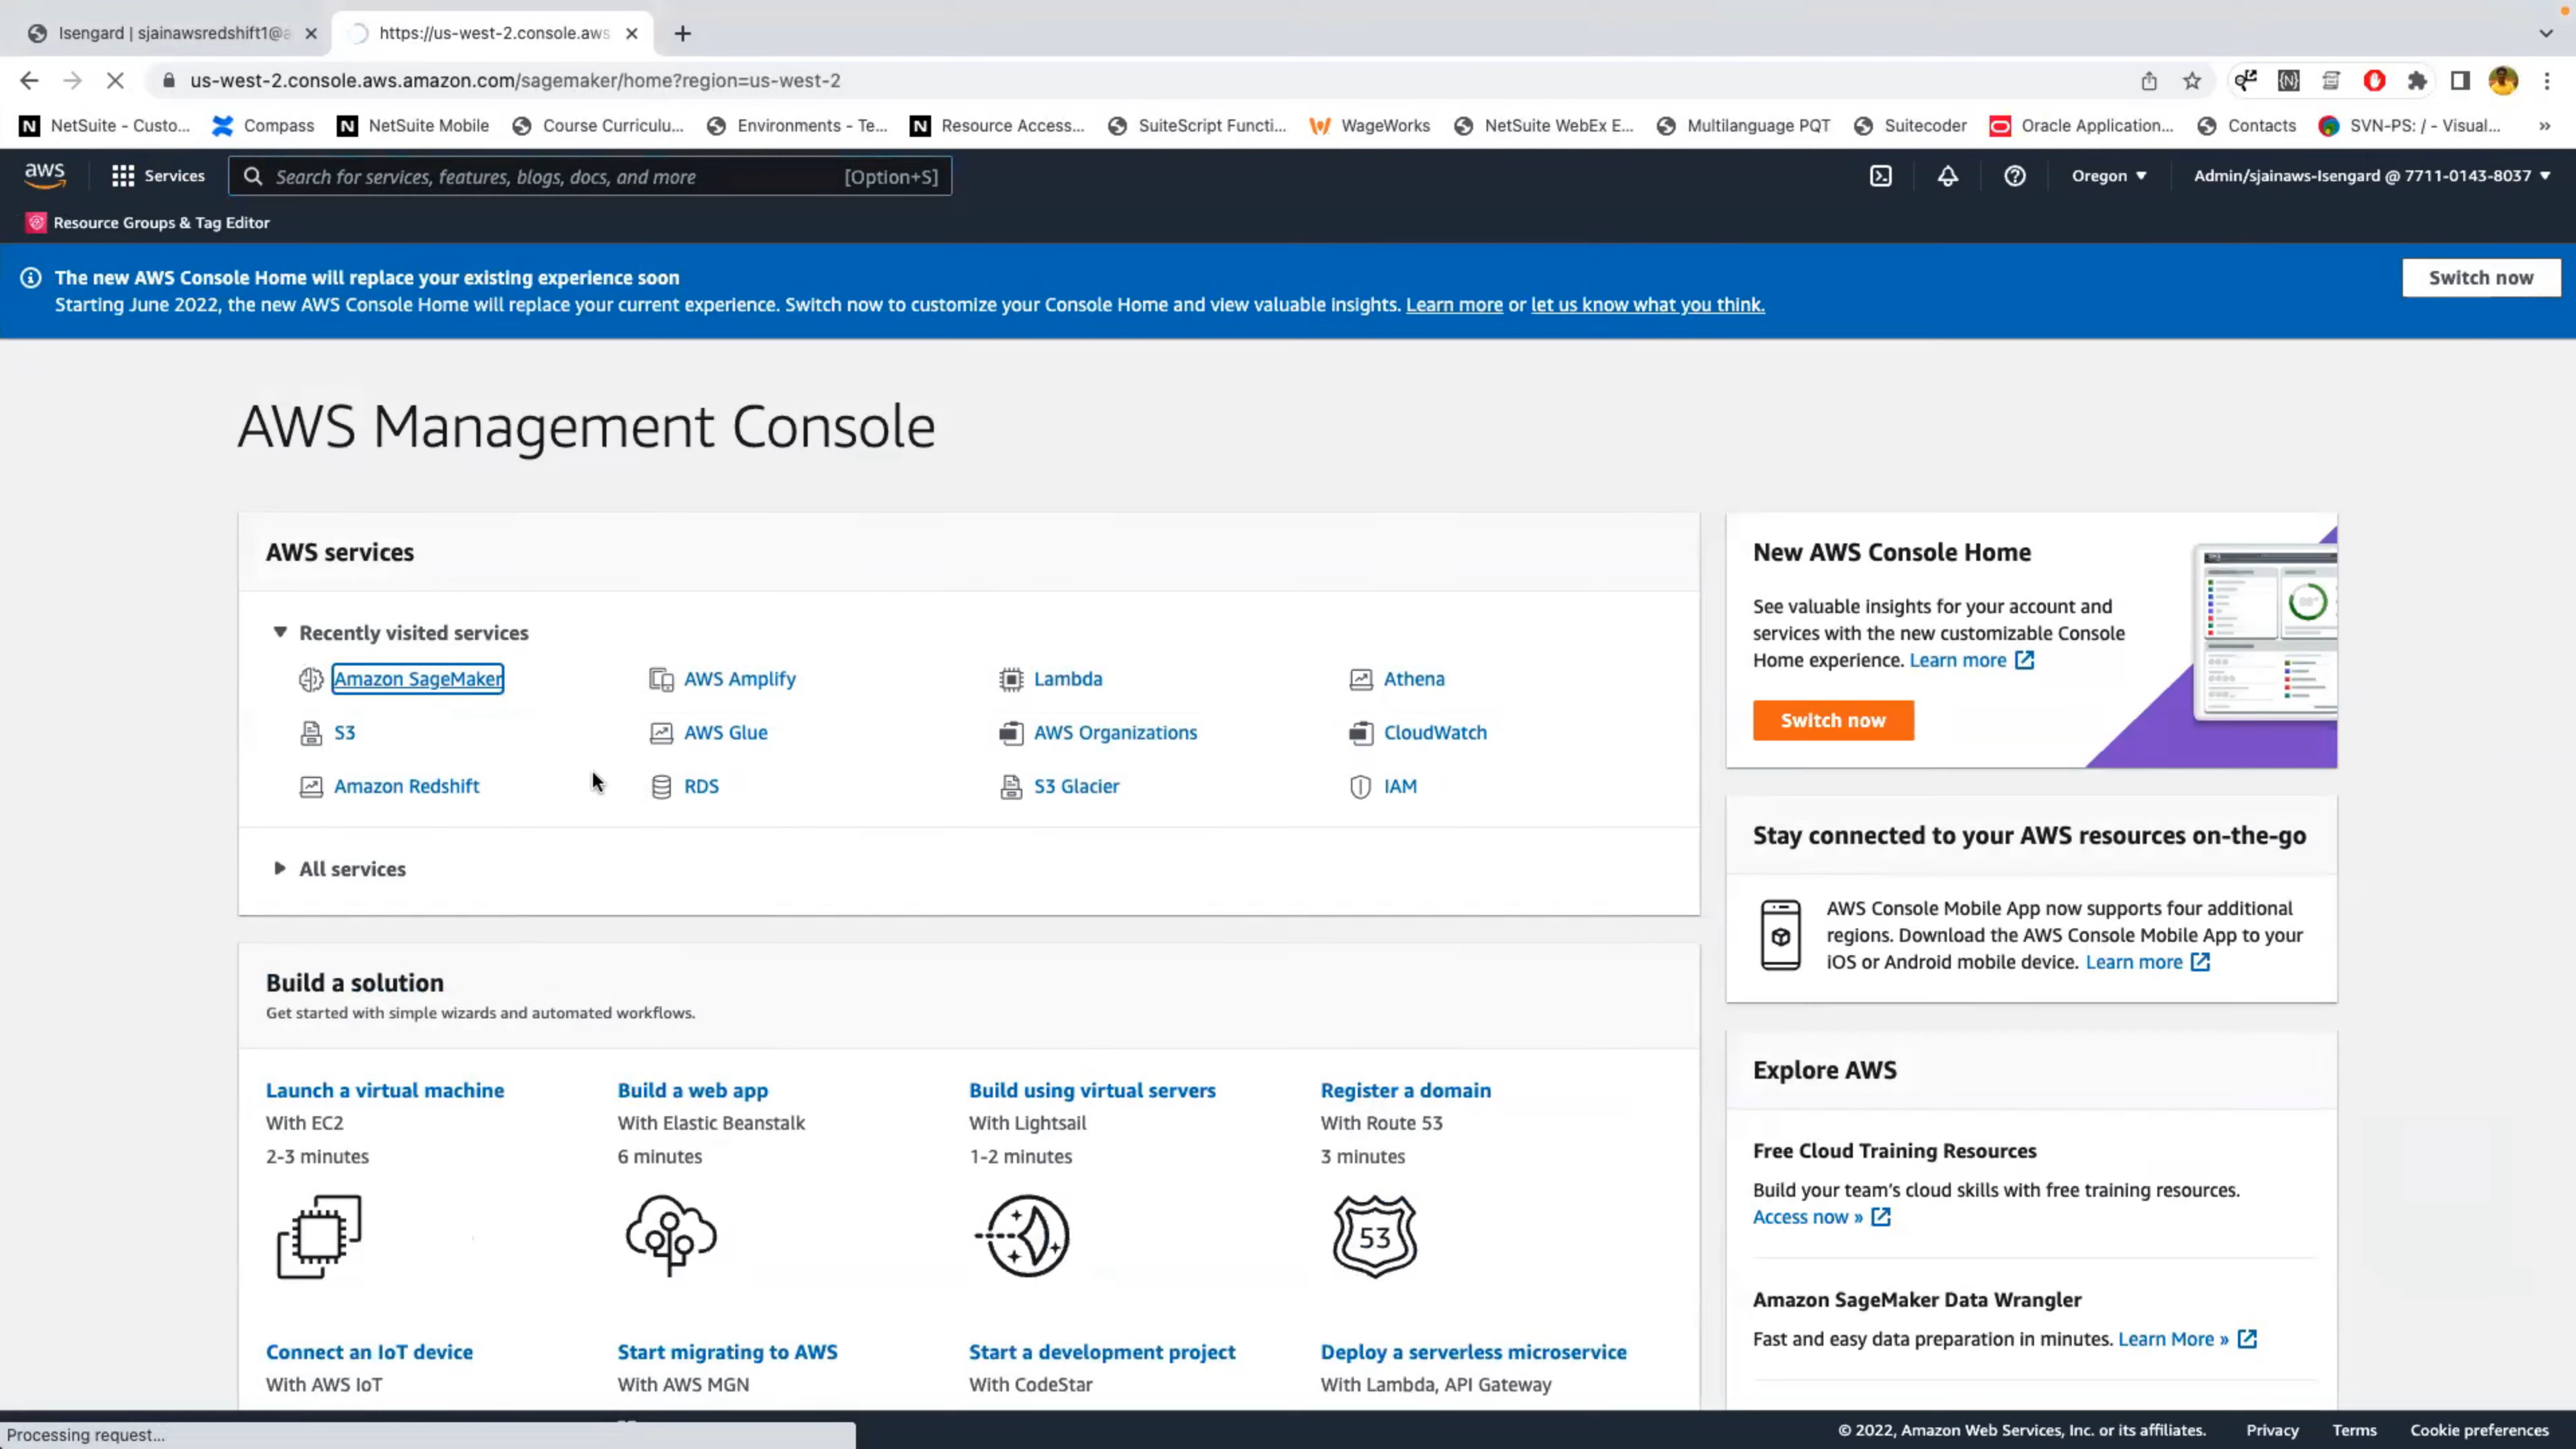 Isengard | sjainawsredshift1@a
https://us-west-2.console.aws
us-west-2.console.aws.amazon.com/sagemaker/home?region=us-west-2
NetSuite - Custo...
Compass
NetSuite Mobile
Course Curriculu...
Environments - Te...
Resource Access...
SuiteScript Functi...
WageWorks
NetSuite WebEx E...
Multilanguage PQT
Suitecoder
Oracle Application...
Contacts
SVN-PS: / - Visual...
»
aws
Services
Search for services, features, blogs, docs, and more
[Option+S]
Oregon
Admin/sjainaws-Isengard @ 7711-0143-8037
Resource Groups & Tag Editor
The new AWS Console Home will replace your existing experience soon
Starting June 2022, the new AWS Console Home will replace your current experience. Switch now to customize your Console Home and view valuable insights. Learn more or let us know what you think.
Switch now
AWS Management Console
AWS services
Recently visited services
Amazon SageMaker
AWS Amplify
Lambda
Athena
S3
AWS Glue
AWS Organizations
CloudWatch
Amazon Redshift
RDS
S3 Glacier
IAM
All services
Build a solution
Get started with simple wizards and automated workflows.
Launch a virtual machine
With EC2
2-3 minutes
Build a web app
With Elastic Beanstalk
6 minutes
Build using virtual servers
With Lightsail
1-2 minutes
Register a domain
With Route 53
3 minutes
53
Connect an IoT device
With AWS IoT
Start migrating to AWS
With AWS MGN
Start a development project
With CodeStar
Deploy a serverless microservice
With Lambda, API Gateway
New AWS Console Home
See valuable insights for your account and
services with the new customizable Console
Home experience. Learn more
Switch now
Stay connected to your AWS resources on-the-go
AWS Console Mobile App now supports four additional
regions. Download the AWS Console Mobile App to your
iOS or Android mobile device. Learn more
Explore AWS
Free Cloud Training Resources
Build your team's cloud skills with free training resources.
Access now »
Amazon SageMaker Data Wrangler
Fast and easy data preparation in minutes. Learn More »
Processing request...
© 2022, Amazon Web Services, Inc. or its affiliates.
Privacy
Terms
Cookie preferences